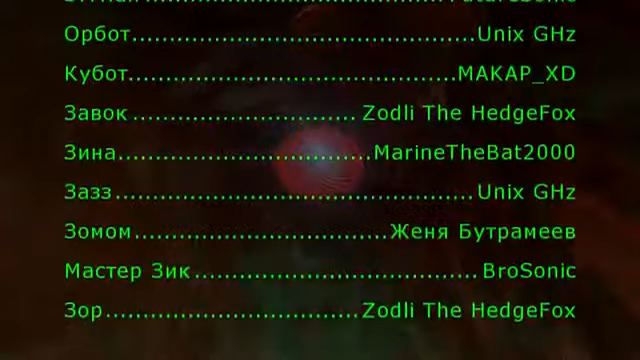 Орбот...........................................Unix GHz
Кубот.........................................MAKAP_XD
Завок............................Zodli The HedgeFox
Зина................................MarineTheBat2000
Зазз.............................................Unix GHz
Зомом................................Женя Бутрамеев
Мастер Зик...................................BroSonic
Зор................................Zodli The HedgeFox